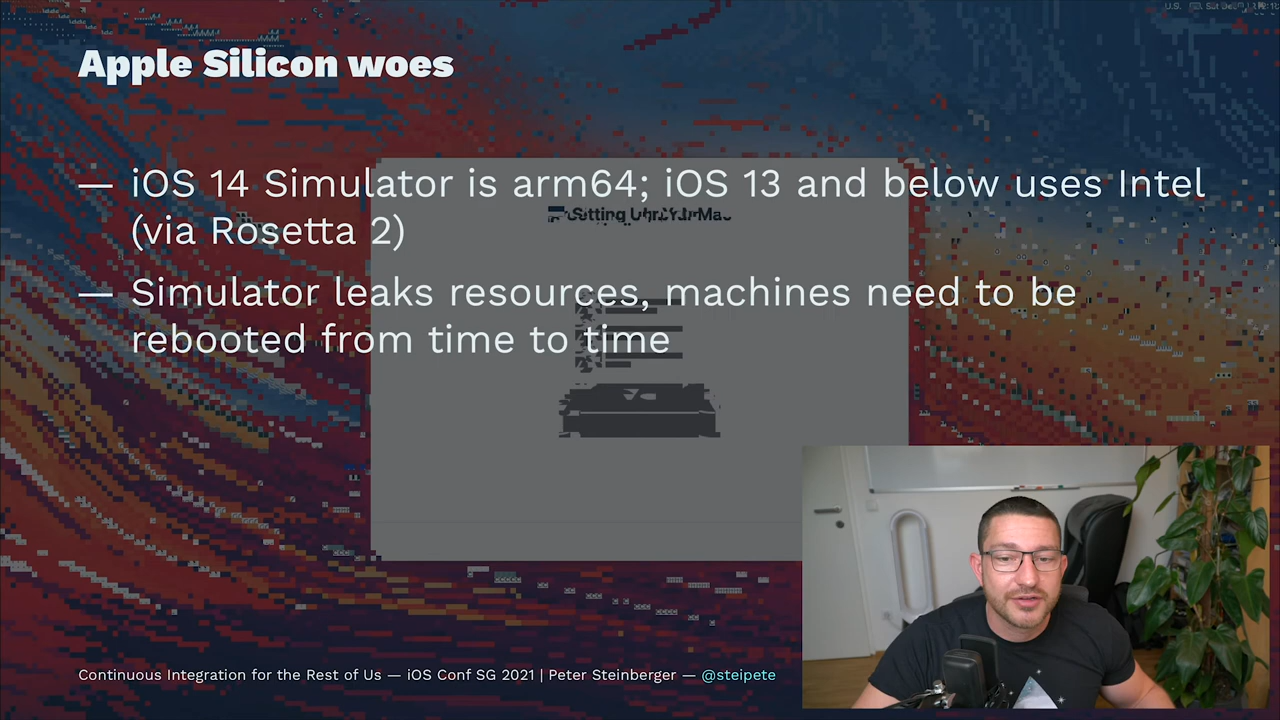 Apple Silicon woes
— iOS 14 Simulator is arm64; iOS 13 and below uses Intel
(via Rosetta 2)
— Simulator leaks resources, machines need to be
rebooted from time to time
Continuous Integration for the Rest of Us — iOS Conf SG 2021 | Peter Steinberger — @steipete